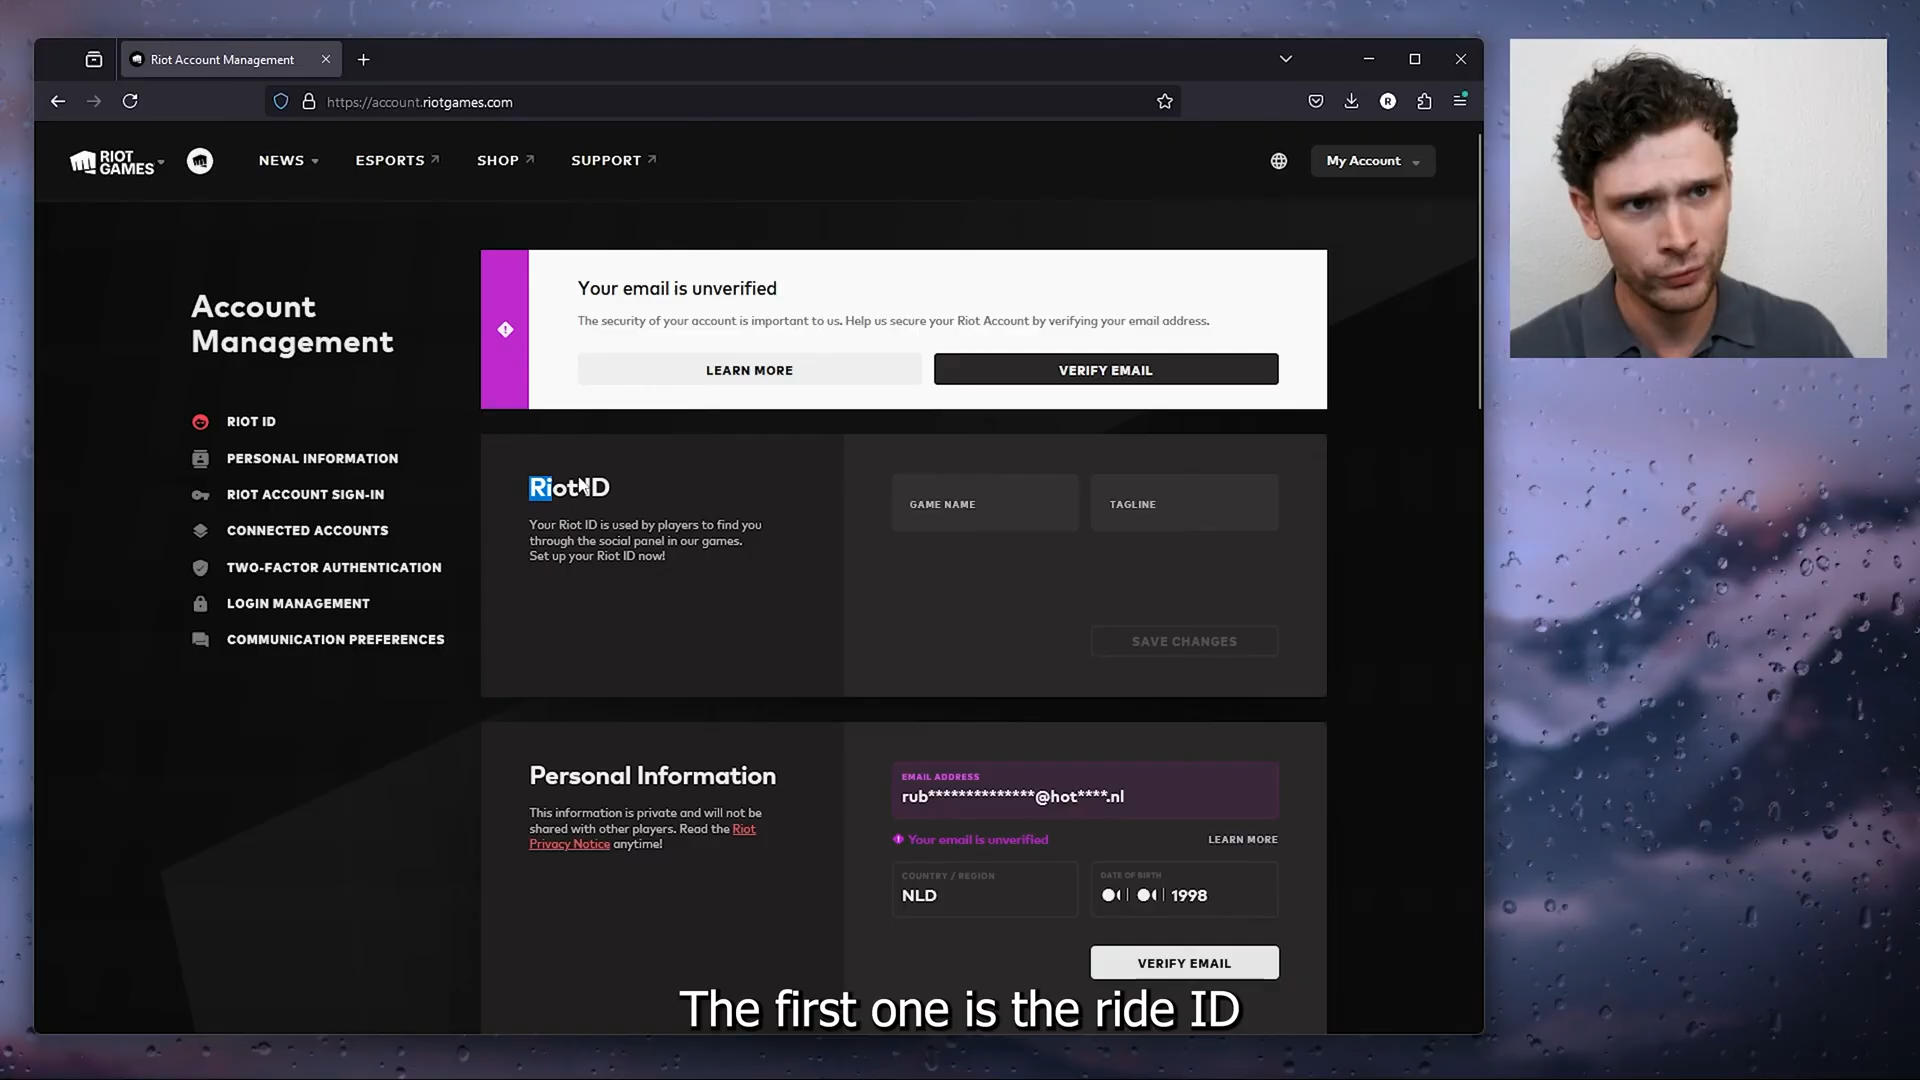 Riot Account Management
https://account.riotgames.com
RIOT GAMES
NEWS
ESPORTS
SHOP
SUPPORT
My Account
Account
Management
RIOT ID
PERSONAL INFORMATION
RIOT ACCOUNT SIGN-IN
CONNECTED ACCOUNTS
TWO-FACTOR AUTHENTICATION
LOGIN MANAGEMENT
COMMUNICATION PREFERENCES
Your email is unverified
The security of your account is important to us. Help us secure your Riot Account by verifying your email address.
LEARN MORE
VERIFY EMAIL
Riot ID
Your Riot ID is used by players to find you
through the social panel in our games.
Set up your Riot ID now!
GAME NAME
TAGLINE
SAVE CHANGES
Personal Information
This information is private and will not be
shared with other players. Read the Riot
Privacy Notice anytime!
EMAIL ADDRESS
rub**************@hot****.nl
Your email is unverified
LEARN MORE
COUNTRY / REGION
NLD
DATE OF BIRTH
1998
VERIFY EMAIL
The first one is the ride ID